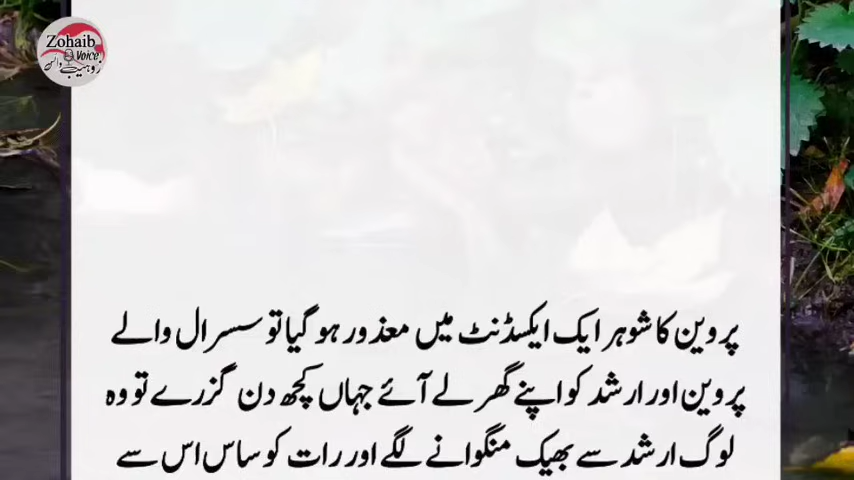 Zohaib
Voice
زوہیب وائس
پروین کا شوہر ایک ایکسڈنٹ میں معذور ہو گیا تو سسرال والے
پروین اور ارشد کو اپنے گھر لے آئے جہاں کچھ دن گزرے تو وہ
لوگ ارشد سے بھیک منگوانے لگے اور رات کو ساس اس سے